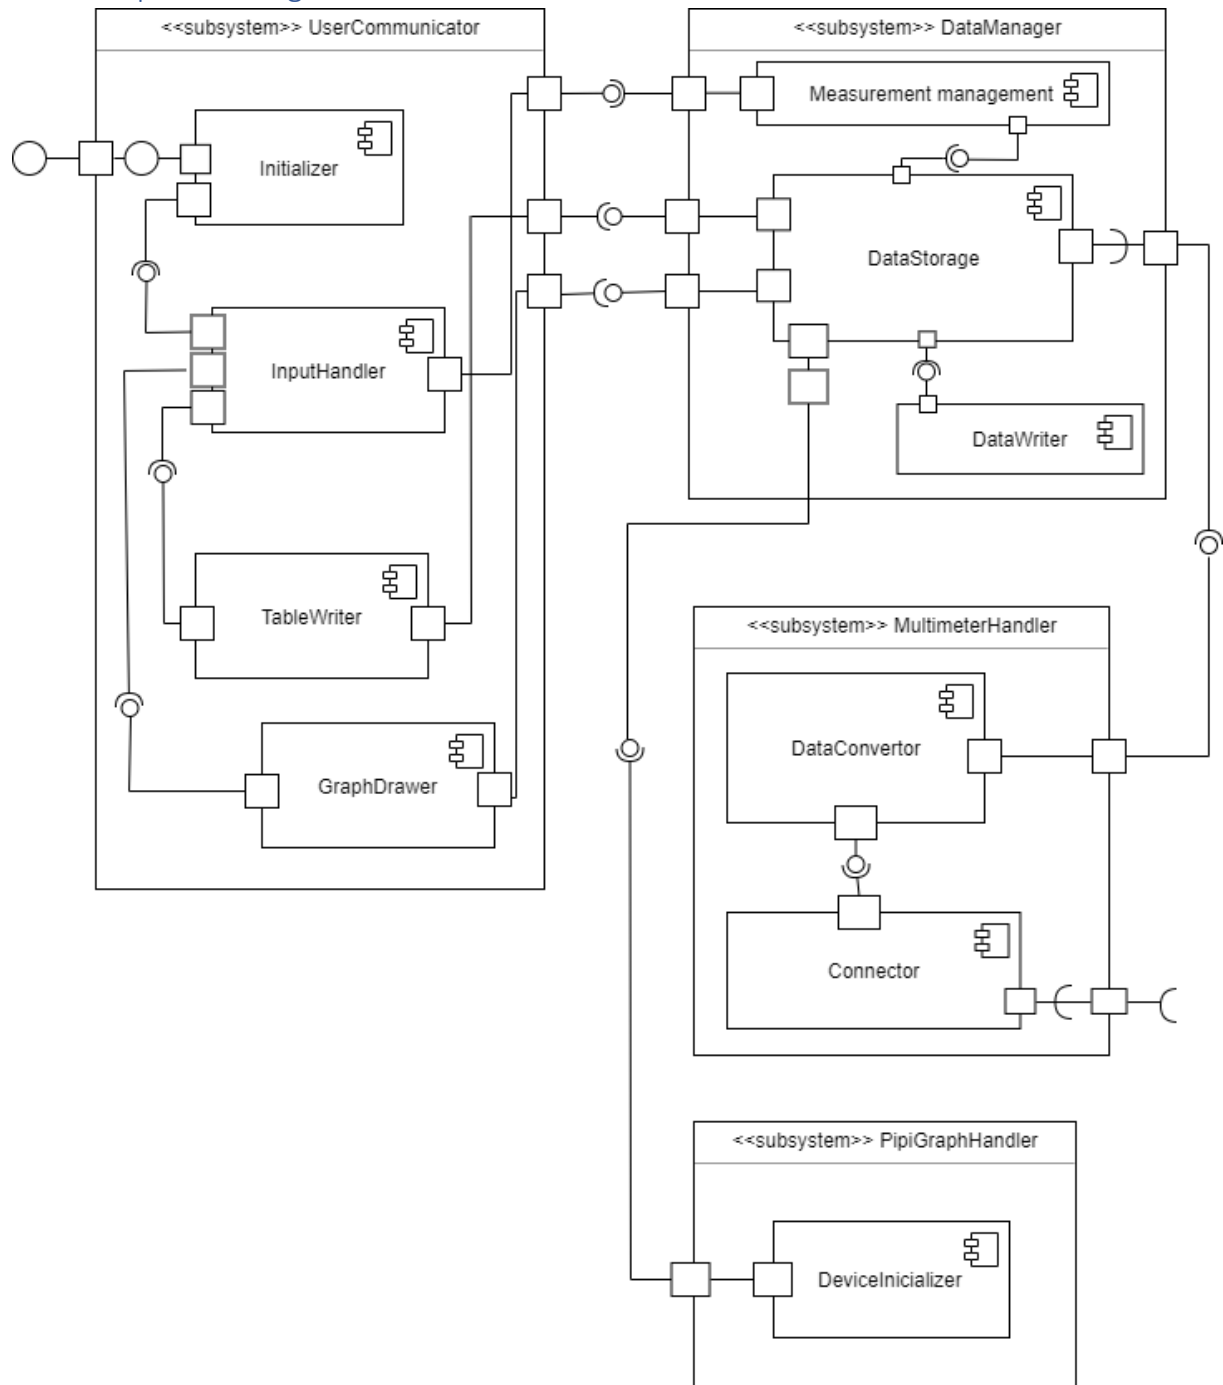 <<subsystem>> UserCommunicator
<<subsystem>> DataManager
Measurement management
Initializer
DataStorage
InputHandler
DataWriter
TableWriter
<<subsystem>> MultimeterHandler
DataConvertor
GraphDrawer
Connector
<<subsystem>> PipiGraphHandler
DeviceInicializer